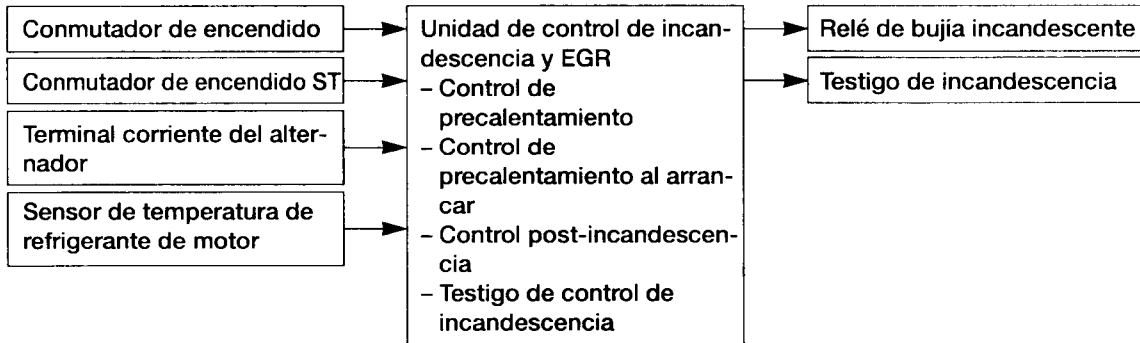 Conmutador de encendido
Conmutador de encendido ST
Terminal corriente del alter-
nador
Sensor de temperatura de
refrigerante de motor
Unidad de control de incan-
descencia y EGR
– Control de
precalentamiento
– Control de
precalentamiento al arran-
car
– Control post-incandescen-
cia
– Testigo de control de
incandescencia
Relé de bujía incandescente
Testigo de incandescencia